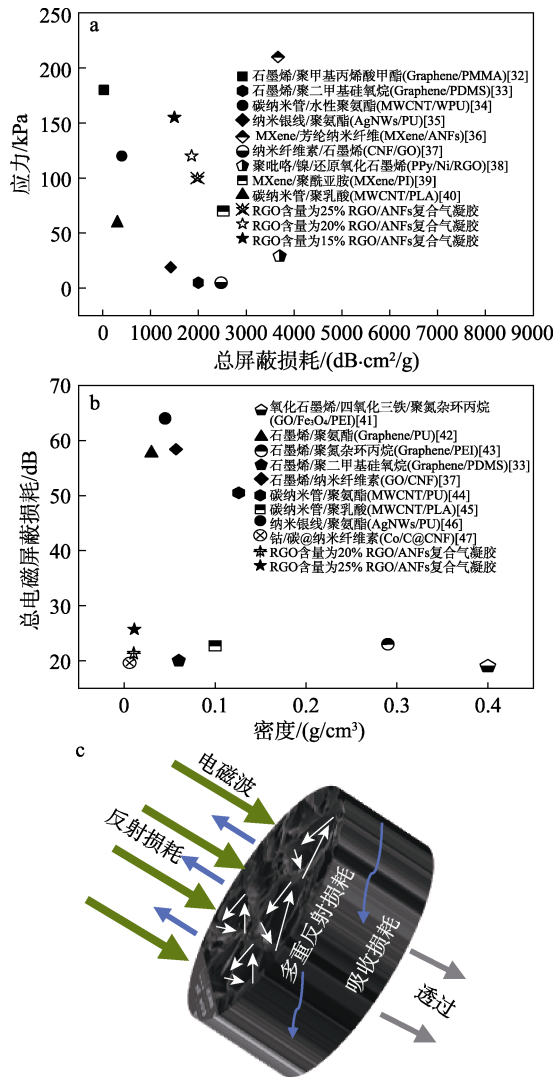 a
250
200
150
100
50
0
应力/kPa
石墨烯/聚甲基丙烯酸甲酯(Graphene/PMMA)[32]
石墨烯/聚二甲基硅氧烷(Graphene/PDMS)[33]
碳纳米管/水性聚氨酯(MWCNT/WPU)[34]
纳米银线/聚氨酯(AgNWs/PU)[35]
MXene/芳纶纳米纤维(MXene/ANFs)[36]
纳米纤维素/石墨烯(CNF/GO)[37]
聚吡咯/镍/还原氧化石墨烯(PPy/Ni/RGO)[38]
MXene/聚酰亚胺(MXene/PI)[39]
碳纳米管/聚乳酸(MWCNT/PLA)[40]
RGO含量为25% RGO/ANFs复合气凝胶
RGO含量为20% RGO/ANFs复合气凝胶
RGO含量为15% RGO/ANFs复合气凝胶
0 1000 2000 3000 4000 5000 6000 7000 8000 9000
总屏蔽损耗/(dB·cm²/g)
b
70
60
50
40
30
20
总电磁屏蔽损耗/dB
氧化石墨烯/四氧化三铁/聚氮杂环丙烷
(GO/Fe₃O₄/PEI)[41]
石墨烯/聚氨酯(Graphene/PU)[42]
石墨烯/聚氮杂环丙烷(Graphene/PEI)[43]
石墨烯/聚二甲基硅氧烷(Graphene/PDMS)[33]
石墨烯/纳米纤维素(GO/CNF)[37]
碳纳米管/聚氨酯(MWCNT/PU)[44]
碳纳米管/聚乳酸(MWCNT/PLA)[45]
纳米银线/聚氨酯(AgNWs/PU)[46]
钴/碳@纳米纤维素(Co/C@CNF)[47]
RGO含量为20% RGO/ANFs复合气凝胶
RGO含量为25% RGO/ANFs复合气凝胶
0 0.1 0.2 0.3 0.4
密度/(g/cm³)
c
电磁波
反射损耗
多重反射损耗
吸收损耗
透过